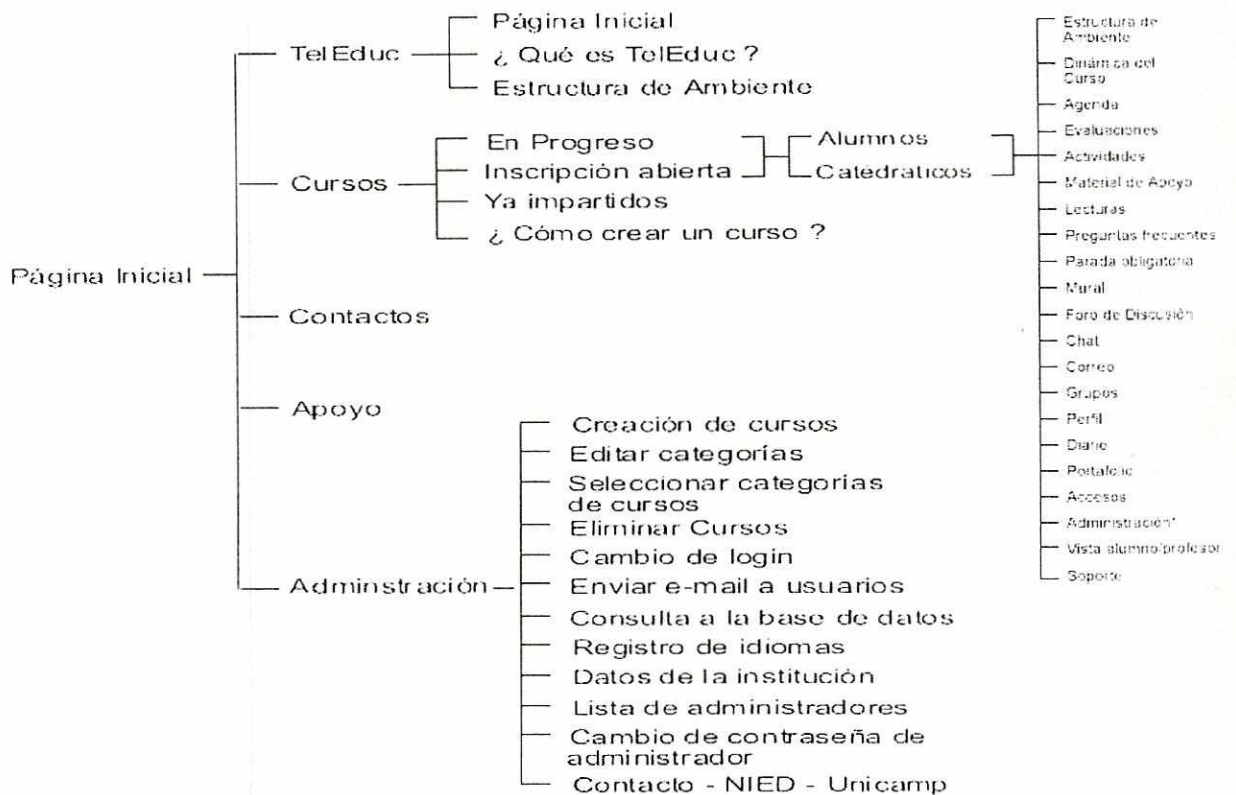 Página Inicial
TelEduc
Página Inicial
¿ Qué es TelEduc ?
Estructura de Ambiente
Cursos
En Progreso
Inscripción abierta
Ya impartidos
¿ Cómo crear un curso ?
Alumnos
Catédraticos
Estructura de
Ambiente
Dinámica del
Curso
Agenda
Evaluaciones
Actividades
Material de Apoyo
Lecturas
Preguntas frecuentes
Parada obligatoria
Mural
Foro de Discusión
Chat
Correo
Grupos
Perfil
Diario
Portafolio
Accesos
Administración*
Vista alumno/profesor
Soporte
Contactos
Apoyo
Adminstración
Creación de cursos
Editar categorías
Seleccionar categorías
de cursos
Eliminar Cursos
Cambio de login
Enviar e-mail a usuarios
Consulta a la base de datos
Registro de idiomas
Datos de la institución
Lista de administradores
Cambio de contraseña de
administrador
Contacto - NIED - Unicamp